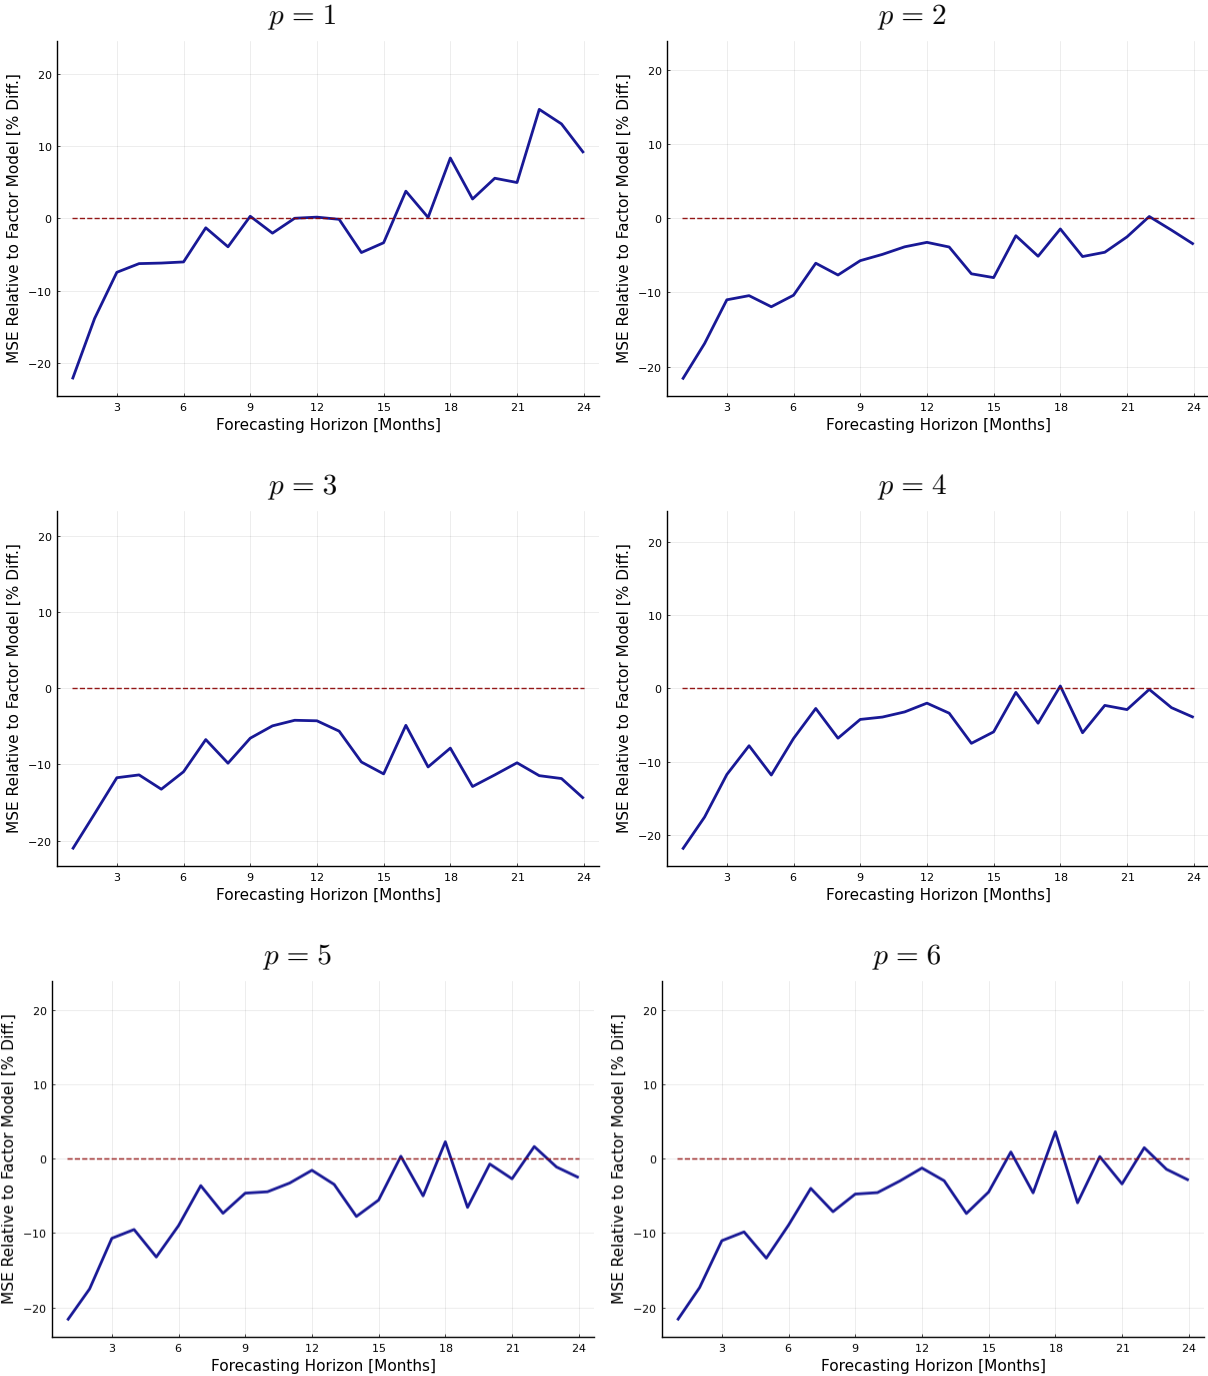 p = 1
MSE Relative to Factor Model [% Diff.]
20
10
0
−10
−20
3 6 9 12 15 18 21 24
Forecasting Horizon [Months]
p = 2
MSE Relative to Factor Model [% Diff.]
20
10
0
−10
−20
3 6 9 12 15 18 21 24
Forecasting Horizon [Months]
p = 3
MSE Relative to Factor Model [% Diff.]
20
10
0
−10
−20
3 6 9 12 15 18 21 24
Forecasting Horizon [Months]
p = 4
MSE Relative to Factor Model [% Diff.]
20
10
0
−10
−20
3 6 9 12 15 18 21 24
Forecasting Horizon [Months]
p = 5
MSE Relative to Factor Model [% Diff.]
20
10
0
−10
−20
3 6 9 12 15 18 21 24
Forecasting Horizon [Months]
p = 6
MSE Relative to Factor Model [% Diff.]
20
10
0
−10
−20
3 6 9 12 15 18 21 24
Forecasting Horizon [Months]